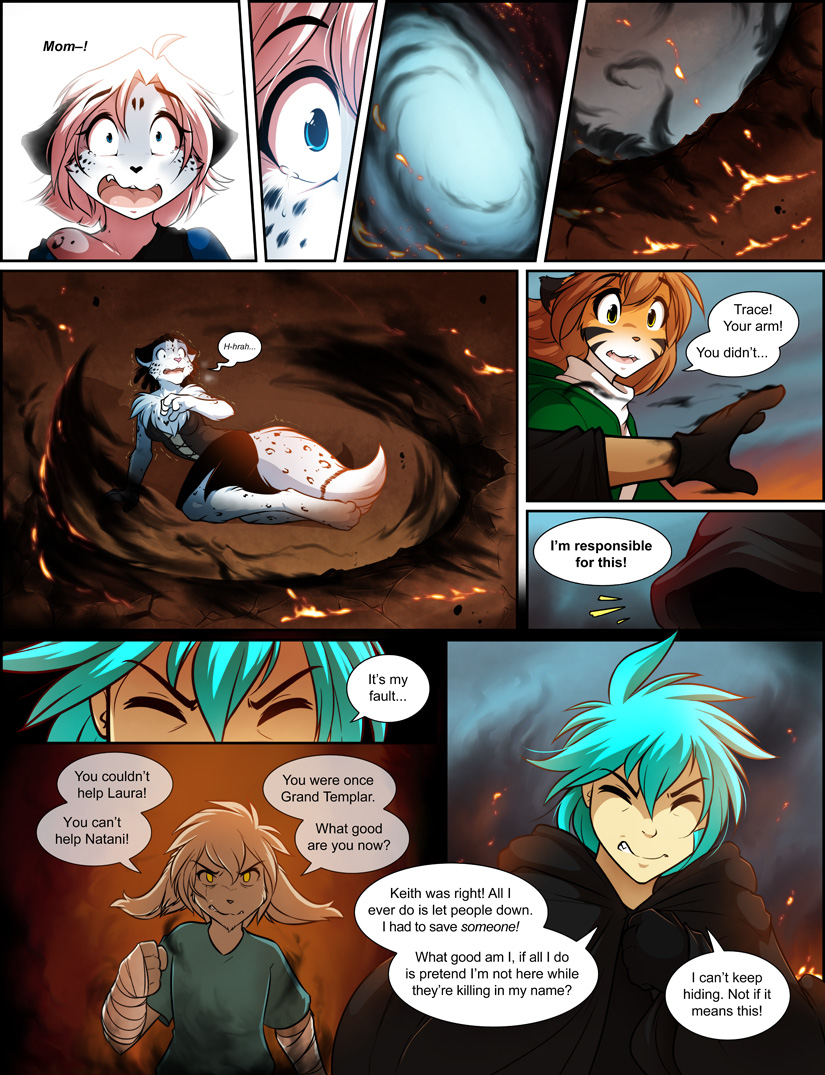 Mom–!
H-hrah...
Trace!
Your arm!
You didn't...
I'm responsible
for this!
It's my
fault...
You couldn't
help Laura!
You can't
help Natani!
You were once
Grand Templar.
What good
are you now?
Keith was right! All I
ever do is let people down.
I had to save someone!
What good am I, if all I do
is pretend I'm not here while
they're killing in my name?
I can't keep
hiding. Not if it
means this!